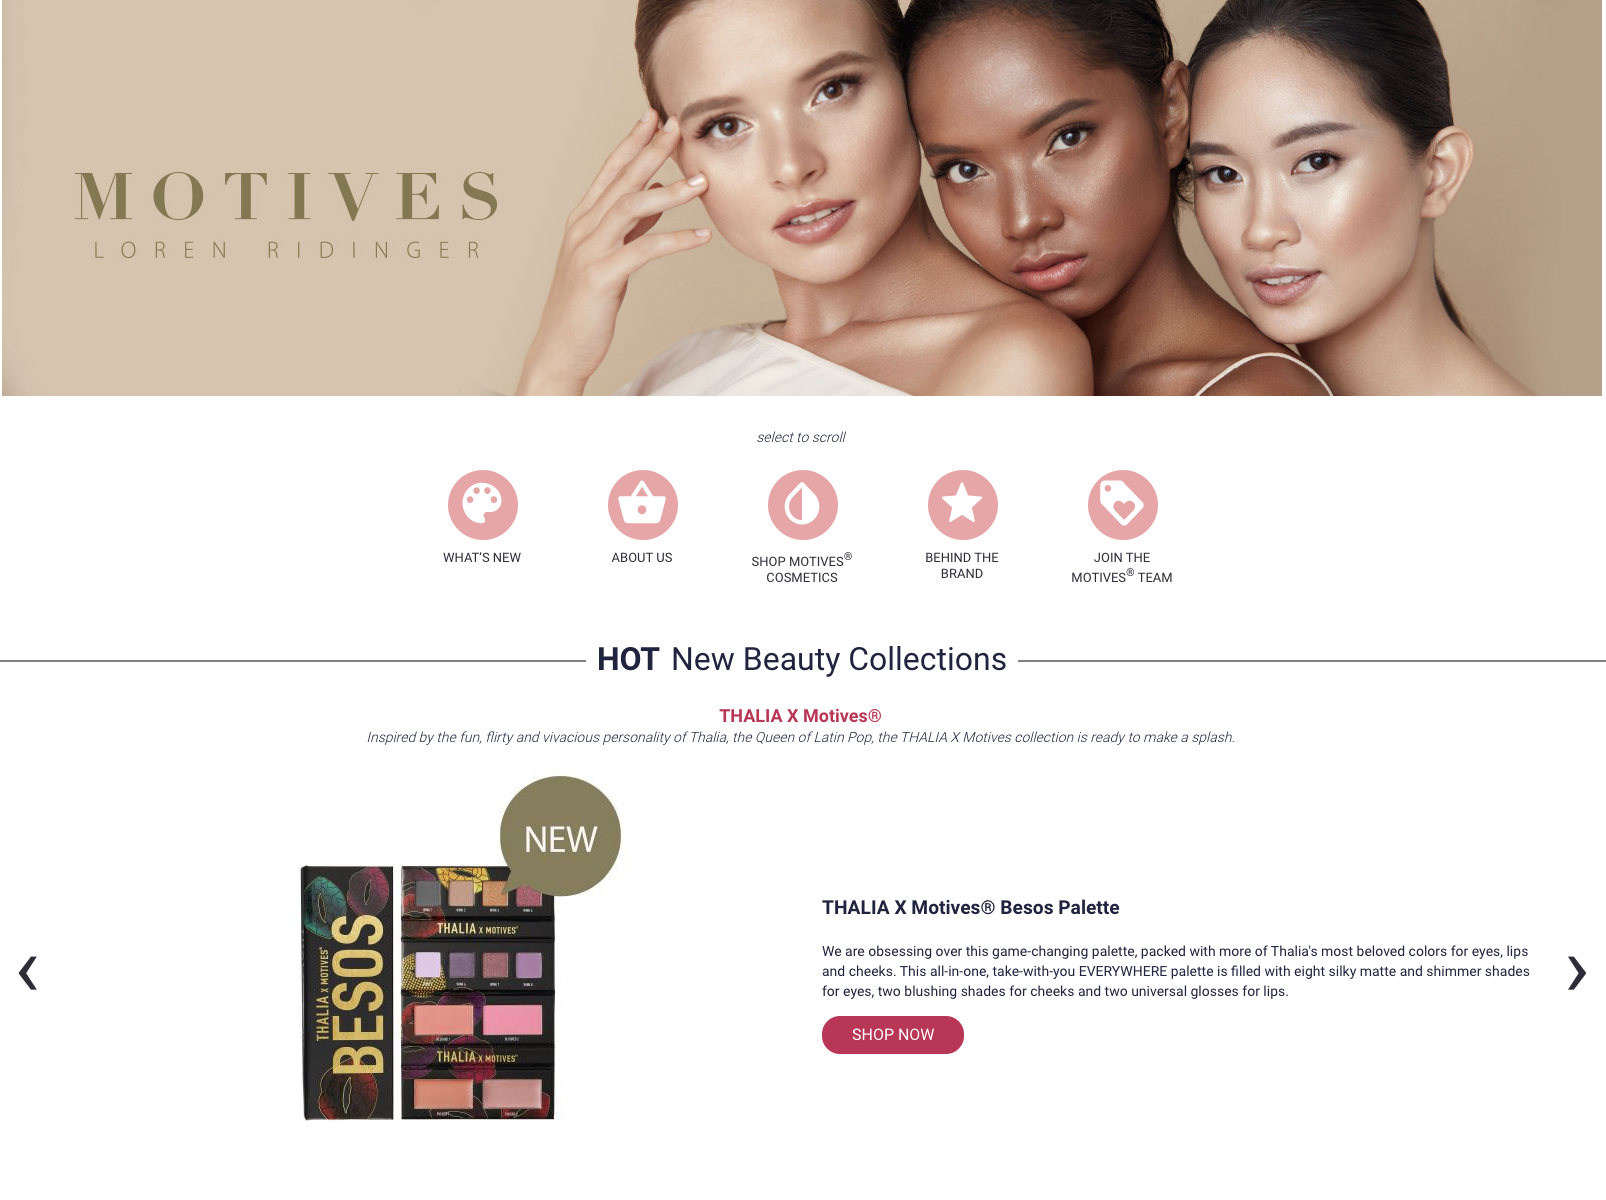 MOTIVES
LOREN RIDINGER
select to scroll
WHAT'S NEW
ABOUT US
SHOP MOTIVES®
COSMETICS
BEHIND THE
BRAND
JOIN THE
MOTIVES® TEAM
HOT New Beauty Collections
THALIA X Motives®
Inspired by the fun, flirty and vivacious personality of Thalia, the Queen of Latin Pop, the THALIA X Motives collection is ready to make a splash.
NEW
THALIA X MOTIVES®
BESOS
THALIA X MOTIVES®
THALIA X MOTIVES®
THALIA X Motives® Besos Palette
We are obsessing over this game-changing palette, packed with more of Thalia's most beloved colors for eyes, lips
and cheeks. This all-in-one, take-with-you EVERYWHERE palette is filled with eight silky matte and shimmer shades
for eyes, two blushing shades for cheeks and two universal glosses for lips.
❮
❯
SHOP NOW